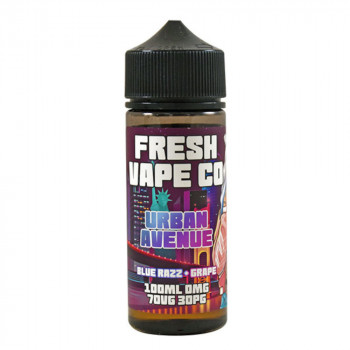 FRESH
VAPE CO
URBAN
AVENUE
BLUE RAZZ + GRAPE
100ML 0MG
70VG 30PG